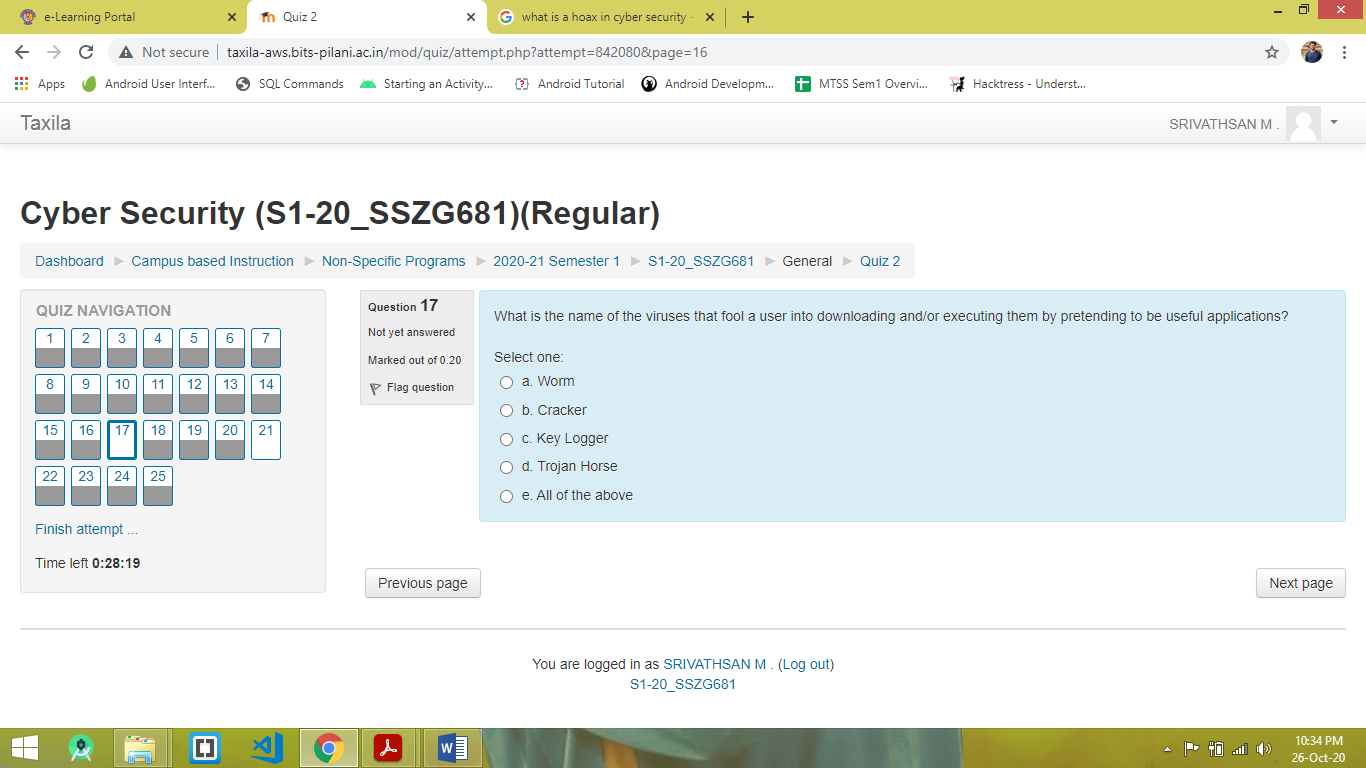 e-Learning Portal
Quiz 2
what is a hoax in cyber security -
Not secure
taxila-aws.bits-pilani.ac.in/mod/quiz/attempt.php?attempt=842080&page=16
Apps
Android User Interf...
SQL Commands
Starting an Activity...
Android Tutorial
Android Developm...
MTSS Sem1 Overvi...
Hacktress - Underst...
Taxila
SRIVATHSAN M .
Cyber Security (S1-20_SSZG681)(Regular)
Dashboard ► Campus based Instruction ► Non-Specific Programs ► 2020-21 Semester 1 ► S1-20_SSZG681 ► General ► Quiz 2
QUIZ NAVIGATION
1 2 3 4 5 6 7
8 9 10 11 12 13 14
15 16 17 18 19 20 21
22 23 24 25
Finish attempt ...
Time left 0:28:19
Question 17
Not yet answered
Marked out of 0.20
Flag question
What is the name of the viruses that fool a user into downloading and/or executing them by pretending to be useful applications?
Select one:
a. Worm
b. Cracker
c. Key Logger
d. Trojan Horse
e. All of the above
Previous page
Next page
You are logged in as SRIVATHSAN M . (Log out)
S1-20_SSZG681
10:34 PM
26-Oct-20